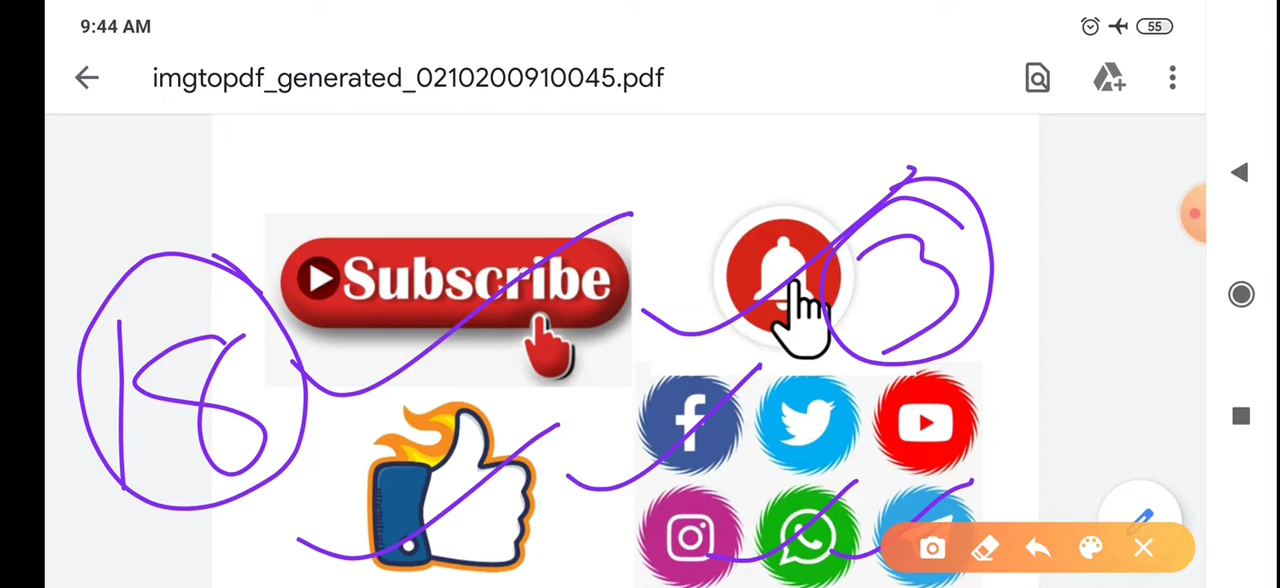 9:44 AM
55
imgtopdf_generated_0210200910045.pdf
Subscribe
18
3